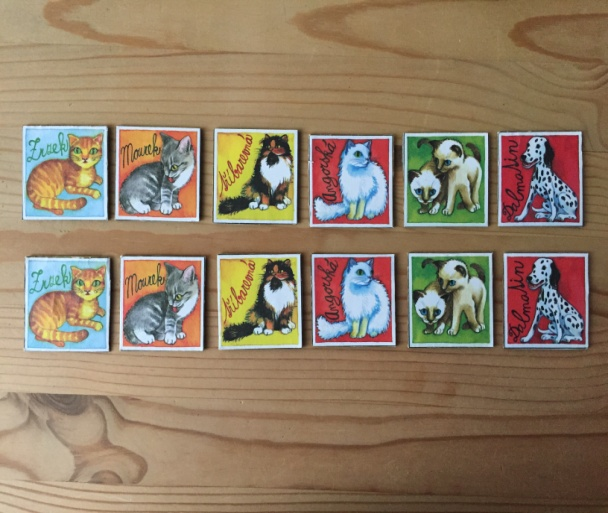 Zrzek
Mourek
tříbarevná
Angorská
Dalmatin
Zrzek
Mourek
tříbarevná
Angorská
Dalmatin